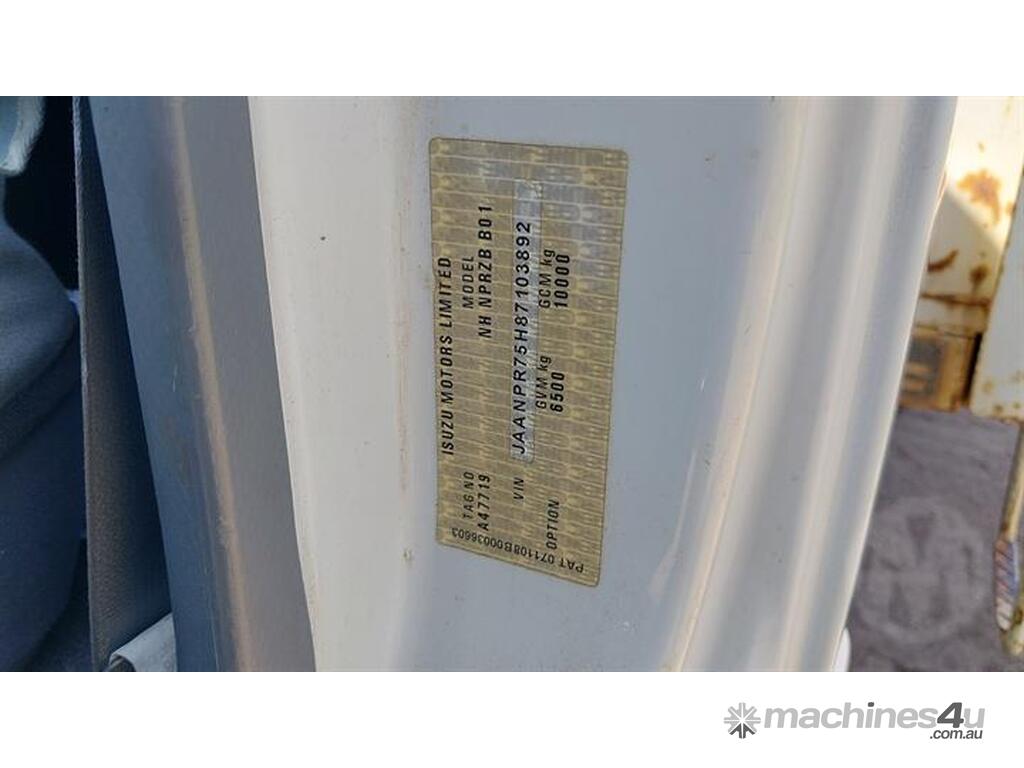 ISUZU MOTORS LIMITED
TAG NO MODEL
A47719 NH NPRZB B01
VIN JAANPR75H87103892
GVM kg GCM kg
6500 10000
OPTION
PAT 071108B00036603
machines4u
.com.au